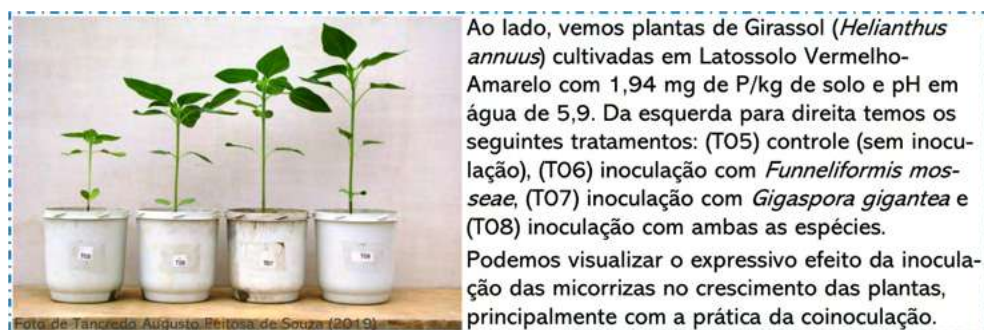 Ao lado, vemos plantas de Girassol (Helianthus
annuus) cultivadas em Latossolo Vermelho-
Amarelo com 1,94 mg de P/kg de solo e pH em
água de 5,9. Da esquerda para direita temos os
seguintes tratamentos: (T05) controle (sem inocu-
lação), (T06) inoculação com Funneliformis mos-
seae, (T07) inoculação com Gigaspora gigantea e
(T08) inoculação com ambas as espécies.
Podemos visualizar o expressivo efeito da inocula-
ção das micorrizas no crescimento das plantas,
principalmente com a prática da coinoculação.
T07
Foto de Tancredo Augusto Feitosa de Souza (2019)